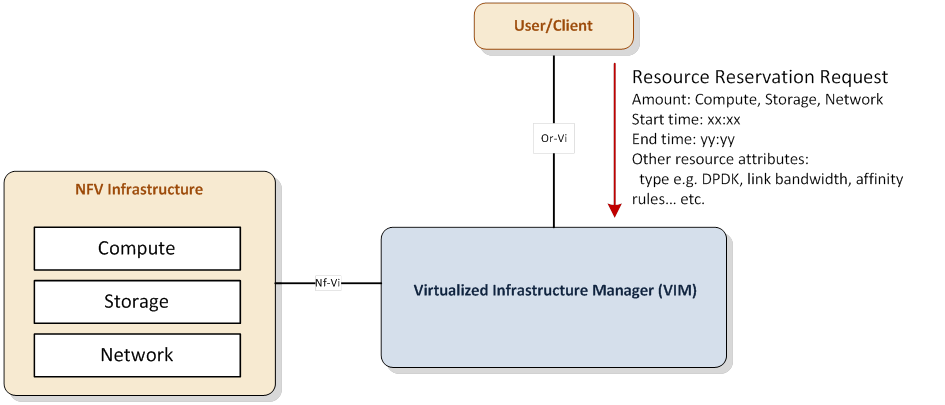 User/Client
Resource Reservation Request
Amount: Compute, Storage, Network
Start time: xx:xx
End time: yy:yy
Other resource attributes:
type e.g. DPDK, link bandwidth, affinity
rules... etc.
Or-Vi
NFV Infrastructure
Compute
Storage
Network
Nf-Vi
Virtualized Infrastructure Manager (VIM)